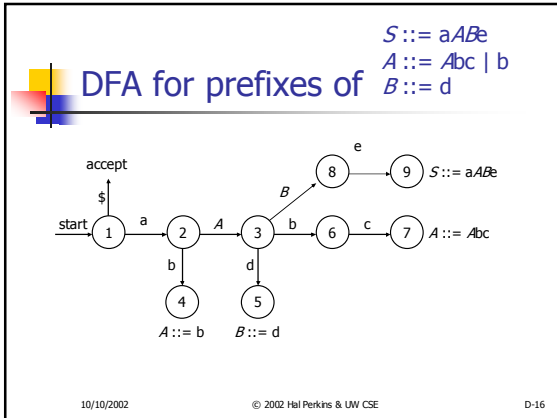 DFA for prefixes of
S ::= aABe
A ::= Abc | b
B ::= d
accept
$
start
1
a
2
A
3
B
8
e
9
S ::= aABe
b
6
c
7
A ::= Abc
b
4
A ::= b
d
5
B ::= d
10/10/2002
© 2002 Hal Perkins & UW CSE
D-16